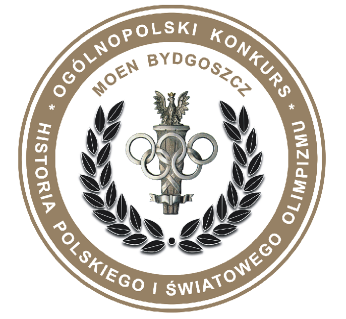 * OGÓLNOPOLSKI KONKURS *
MOEN BYDGOSZCZ
HISTORIA POLSKIEGO I ŚWIATOWEGO OLIMPIZMU